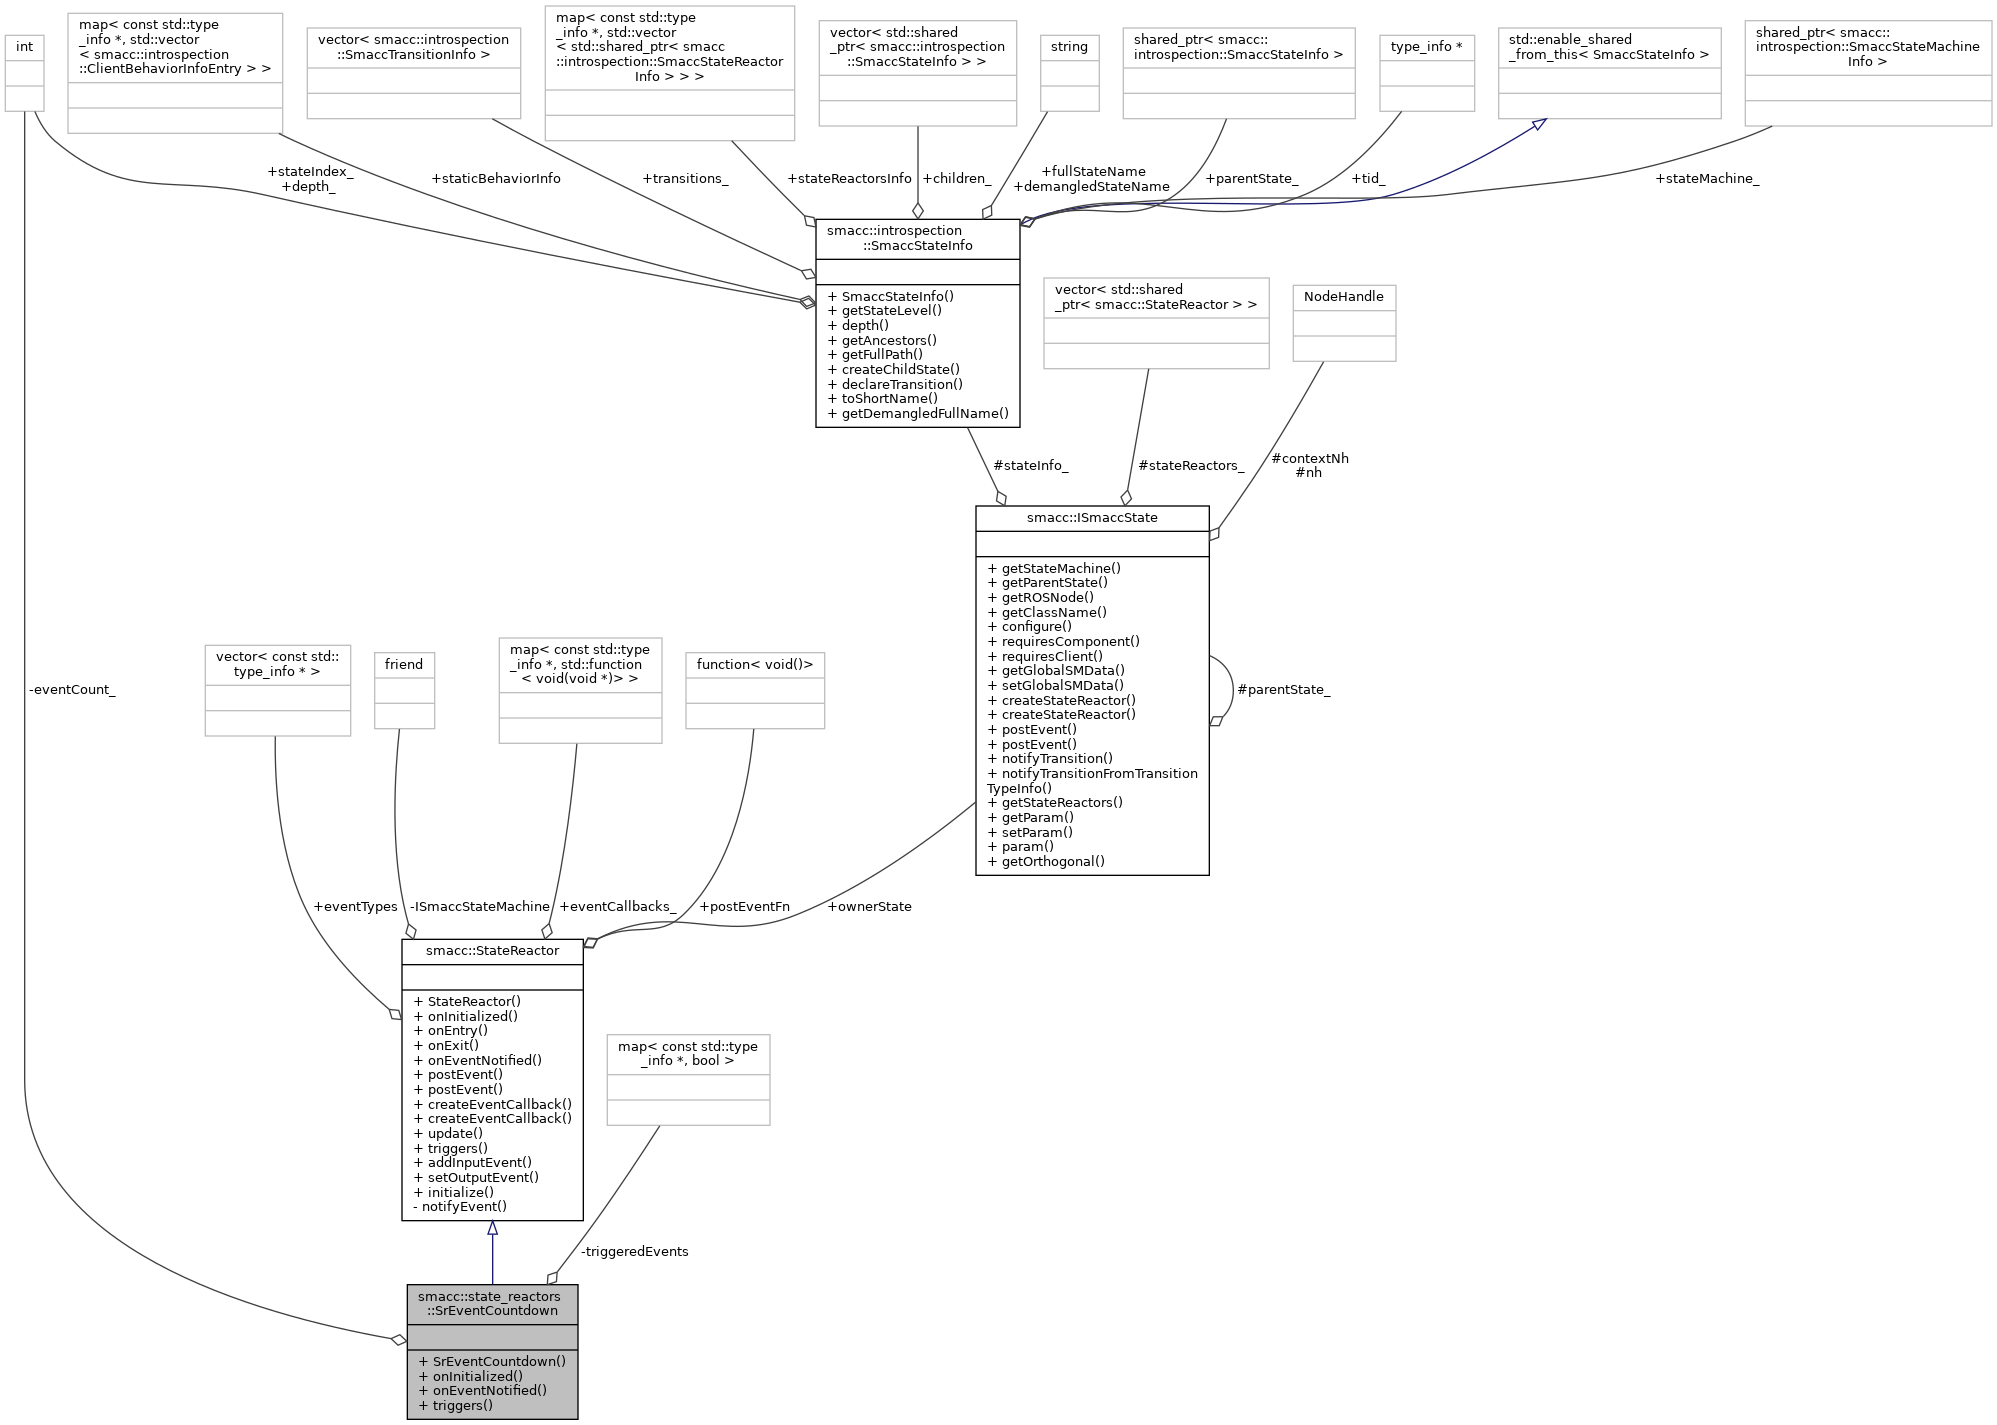 int
map< const std::type
_info *, std::vector
< smacc::introspection
::ClientBehaviorInfoEntry > >
vector< smacc::introspection
::SmaccTransitionInfo >
map< const std::type
_info *, std::vector
< std::shared_ptr< smacc
::introspection::SmaccStateReactor
Info > > >
vector< std::shared
_ptr< smacc::introspection
::SmaccStateInfo > >
string
shared_ptr< smacc::
introspection::SmaccStateInfo >
type_info *
std::enable_shared
_from_this< SmaccStateInfo >
shared_ptr< smacc::
introspection::SmaccStateMachine
Info >
+stateIndex_
+depth_
+staticBehaviorInfo
+transitions_
+stateReactorsInfo
+children_
+fullStateName
+demangledStateName
+parentState_
+tid_
+stateMachine_
smacc::introspection
::SmaccStateInfo
+ SmaccStateInfo()
+ getStateLevel()
+ depth()
+ getAncestors()
+ getFullPath()
+ createChildState()
+ declareTransition()
+ toShortName()
+ getDemangledFullName()
vector< std::shared
_ptr< smacc::StateReactor > >
NodeHandle
#stateInfo_
#stateReactors_
#contextNh
#nh
smacc::ISmaccState
+ getStateMachine()
+ getParentState()
+ getROSNode()
+ getClassName()
+ configure()
+ requiresComponent()
+ requiresClient()
+ getGlobalSMData()
+ setGlobalSMData()
+ createStateReactor()
+ createStateReactor()
+ postEvent()
+ postEvent()
+ notifyTransition()
+ notifyTransitionFromTransition
TypeInfo()
+ getStateReactors()
+ getParam()
+ setParam()
+ param()
+ getOrthogonal()
#parentState_
-eventCount_
vector< const std::
type_info * >
friend
map< const std::type
_info *, std::function
< void(void *)> >
function< void()>
+eventTypes
-ISmaccStateMachine
+eventCallbacks_
+postEventFn
+ownerState
smacc::StateReactor
+ StateReactor()
+ onInitialized()
+ onEntry()
+ onExit()
+ onEventNotified()
+ postEvent()
+ postEvent()
+ createEventCallback()
+ createEventCallback()
+ update()
+ triggers()
+ addInputEvent()
+ setOutputEvent()
+ initialize()
- notifyEvent()
map< const std::type
_info *, bool >
-triggeredEvents
smacc::state_reactors
::SrEventCountdown
+ SrEventCountdown()
+ onInitialized()
+ onEventNotified()
+ triggers()